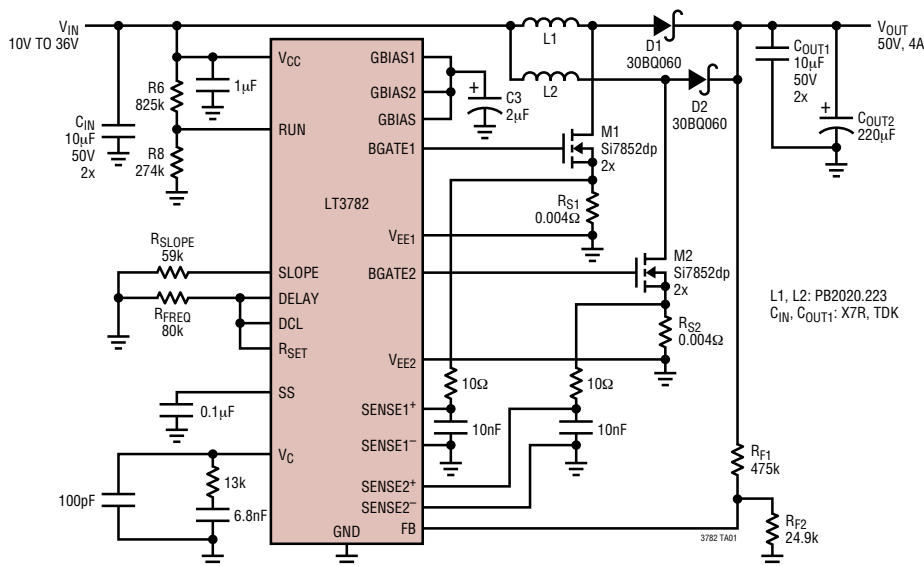 VIN
10V TO 36V
CIN
10µF
50V
2x
R6
825k
R8
274k
1µF
VCC
RUN
LT3782
GBIAS1
GBIAS2
GBIAS
BGATE1
VEE1
BGATE2
VEE2
SENSE1+
SENSE1–
SENSE2+
SENSE2–
FB
GND
SLOPE
DELAY
DCL
RSET
SS
VC
RSLOPE
59k
RFREQ
80k
0.1µF
100pF
13k
6.8nF
C3
2µF
+
L1
L2
D1
30BQ060
D2
30BQ060
M1
Si7852dp
2x
RS1
0.004Ω
M2
Si7852dp
2x
RS2
0.004Ω
10Ω
10nF
10Ω
10nF
VOUT
50V, 4A
COUT1
10µF
50V
2x
+
COUT2
220µF
L1, L2: PB2020.223
CIN, COUT1: X7R, TDK
RF1
475k
RF2
24.9k
3782 TA01